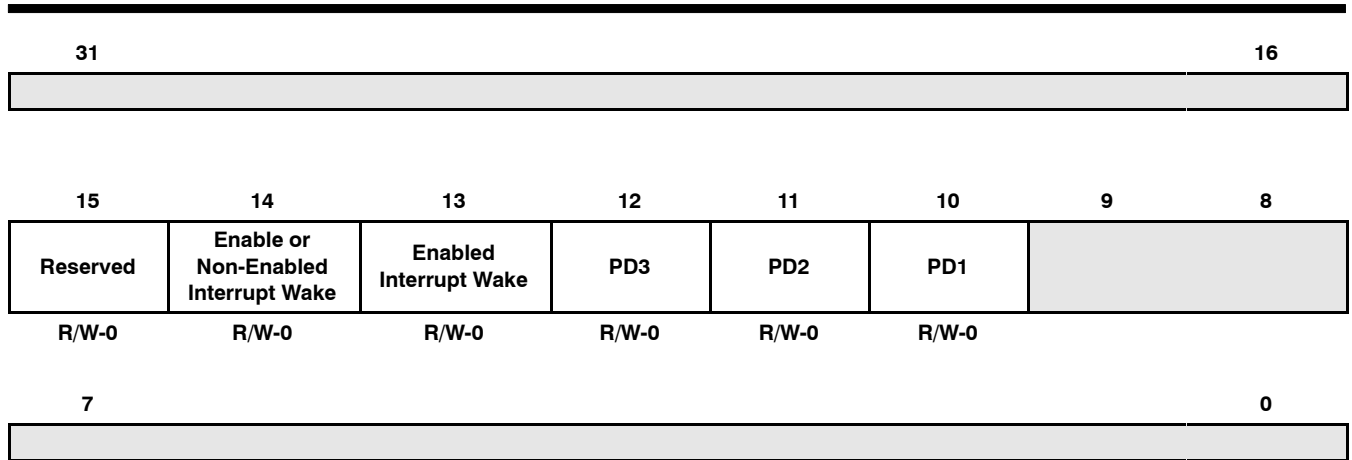 31 16
15 14 13 12 11 10 9 8
Reserved Enable or Non-Enabled Interrupt Wake Enabled Interrupt Wake PD3 PD2 PD1
R/W-0 R/W-0 R/W-0 R/W-0 R/W-0 R/W-0
7 0